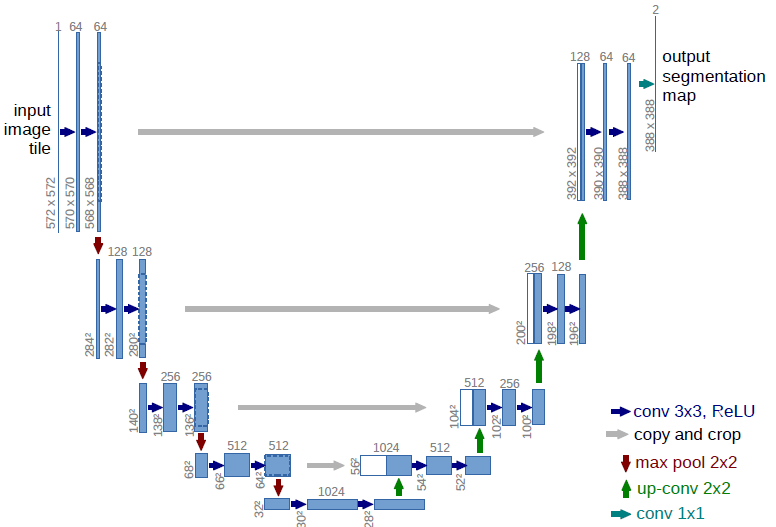 1 64 64
input
image
tile
572 x 572
570 x 570
568 x 568
128 64 64 2
output
segmentation
map
392 x 392
390 x 390
388 x 388
388 x 388
128 128
284²
282²
280²
256 128
200²
198²
196²
256 256
140²
138²
136²
512 256
104²
102²
100²
512 512
68²
66²
64²
1024 512
56²
54²
52²
1024
32²
30²
28²
conv 3x3, ReLU
copy and crop
max pool 2x2
up-conv 2x2
conv 1x1